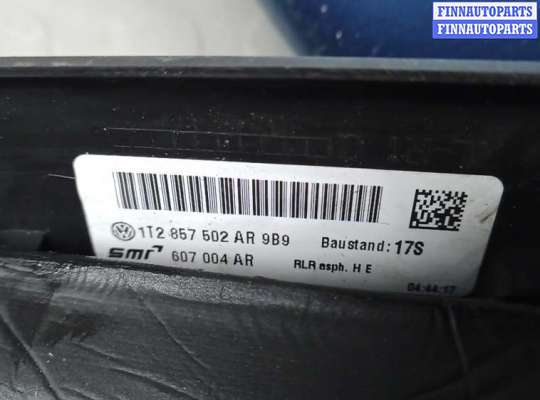 FINNAUTOPARTS
FINNAUTOPARTS
1T2 857 502 AR 9B9 Baustand: 17S
smr 607 004 AR RLR asph. H E
04:44:17